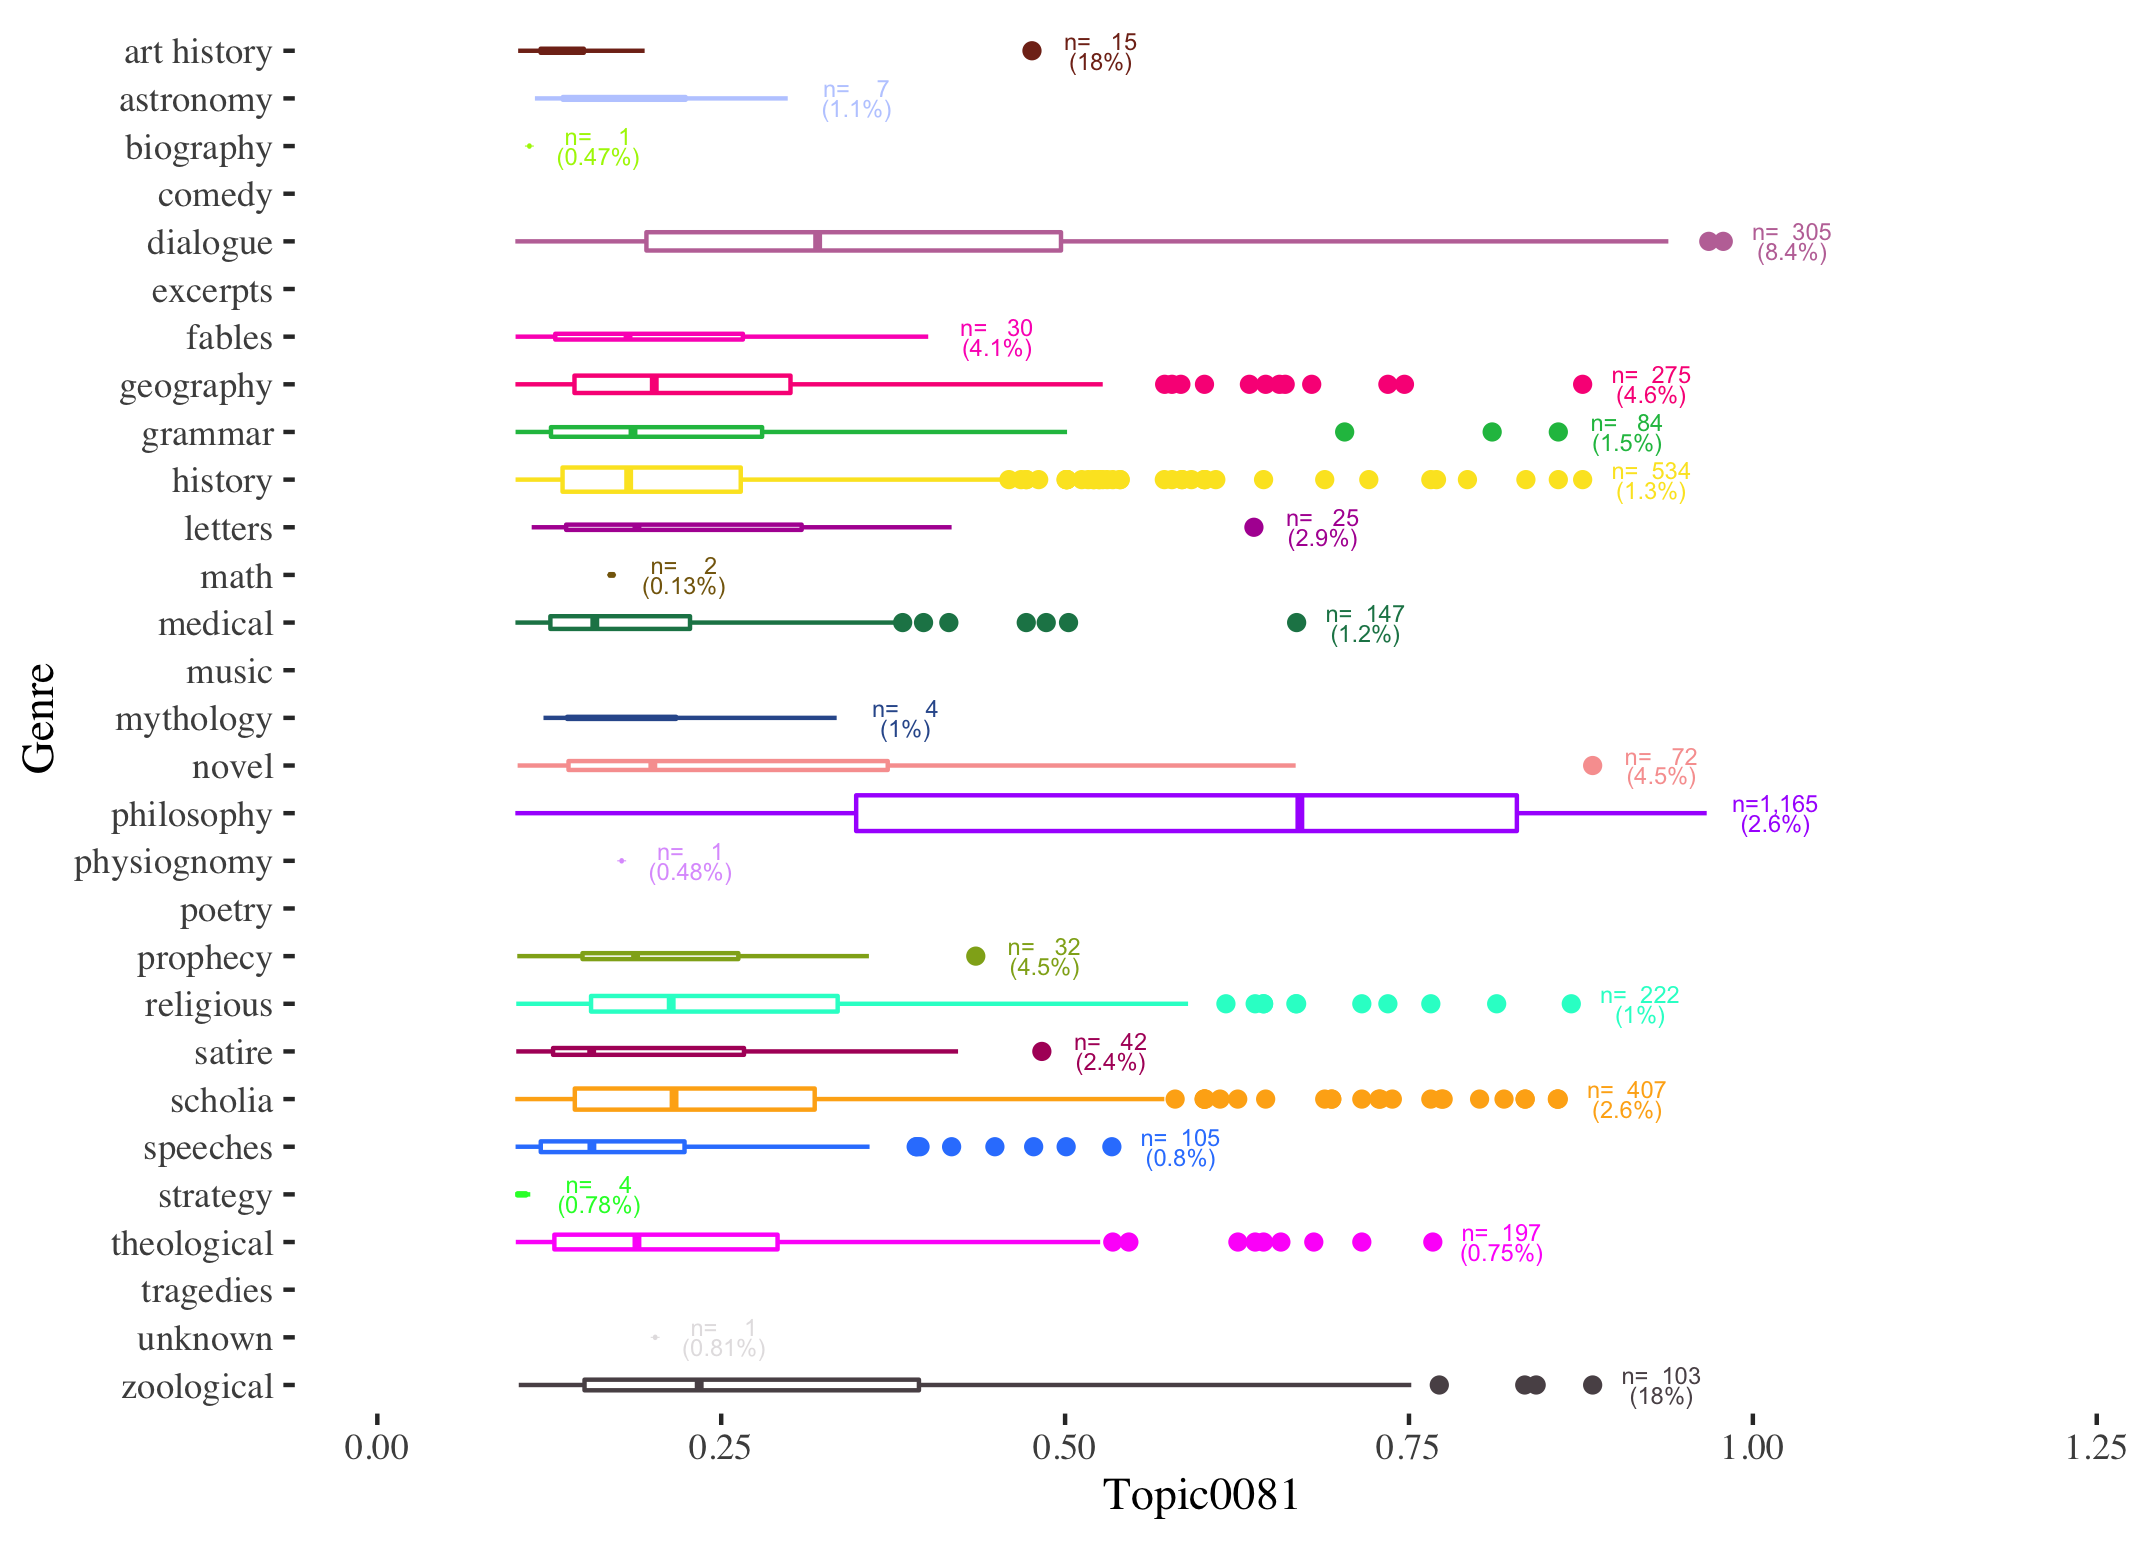 art history
n= 15
(18%)
astronomy
n= 7
(1.1%)
biography
n= 1
(0.47%)
comedy
dialogue
n= 305
(8.4%)
excerpts
fables
n= 30
(4.1%)
geography
n= 275
(4.6%)
grammar
n= 84
(1.5%)
history
n= 534
(1.3%)
letters
n= 25
(2.9%)
math
n= 2
(0.13%)
medical
n= 147
(1.2%)
music
mythology
n= 4
(1%)
novel
n= 72
(4.5%)
philosophy
n=1,165
(2.6%)
physiognomy
n= 1
(0.48%)
poetry
prophecy
n= 32
(4.5%)
religious
n= 222
(1%)
satire
n= 42
(2.4%)
scholia
n= 407
(2.6%)
speeches
n= 105
(0.8%)
strategy
n= 4
(0.78%)
theological
n= 197
(0.75%)
tragedies
unknown
n= 1
(0.81%)
zoological
n= 103
(18%)
Genre
0.00 0.25 0.50 0.75 1.00 1.25
Topic0081